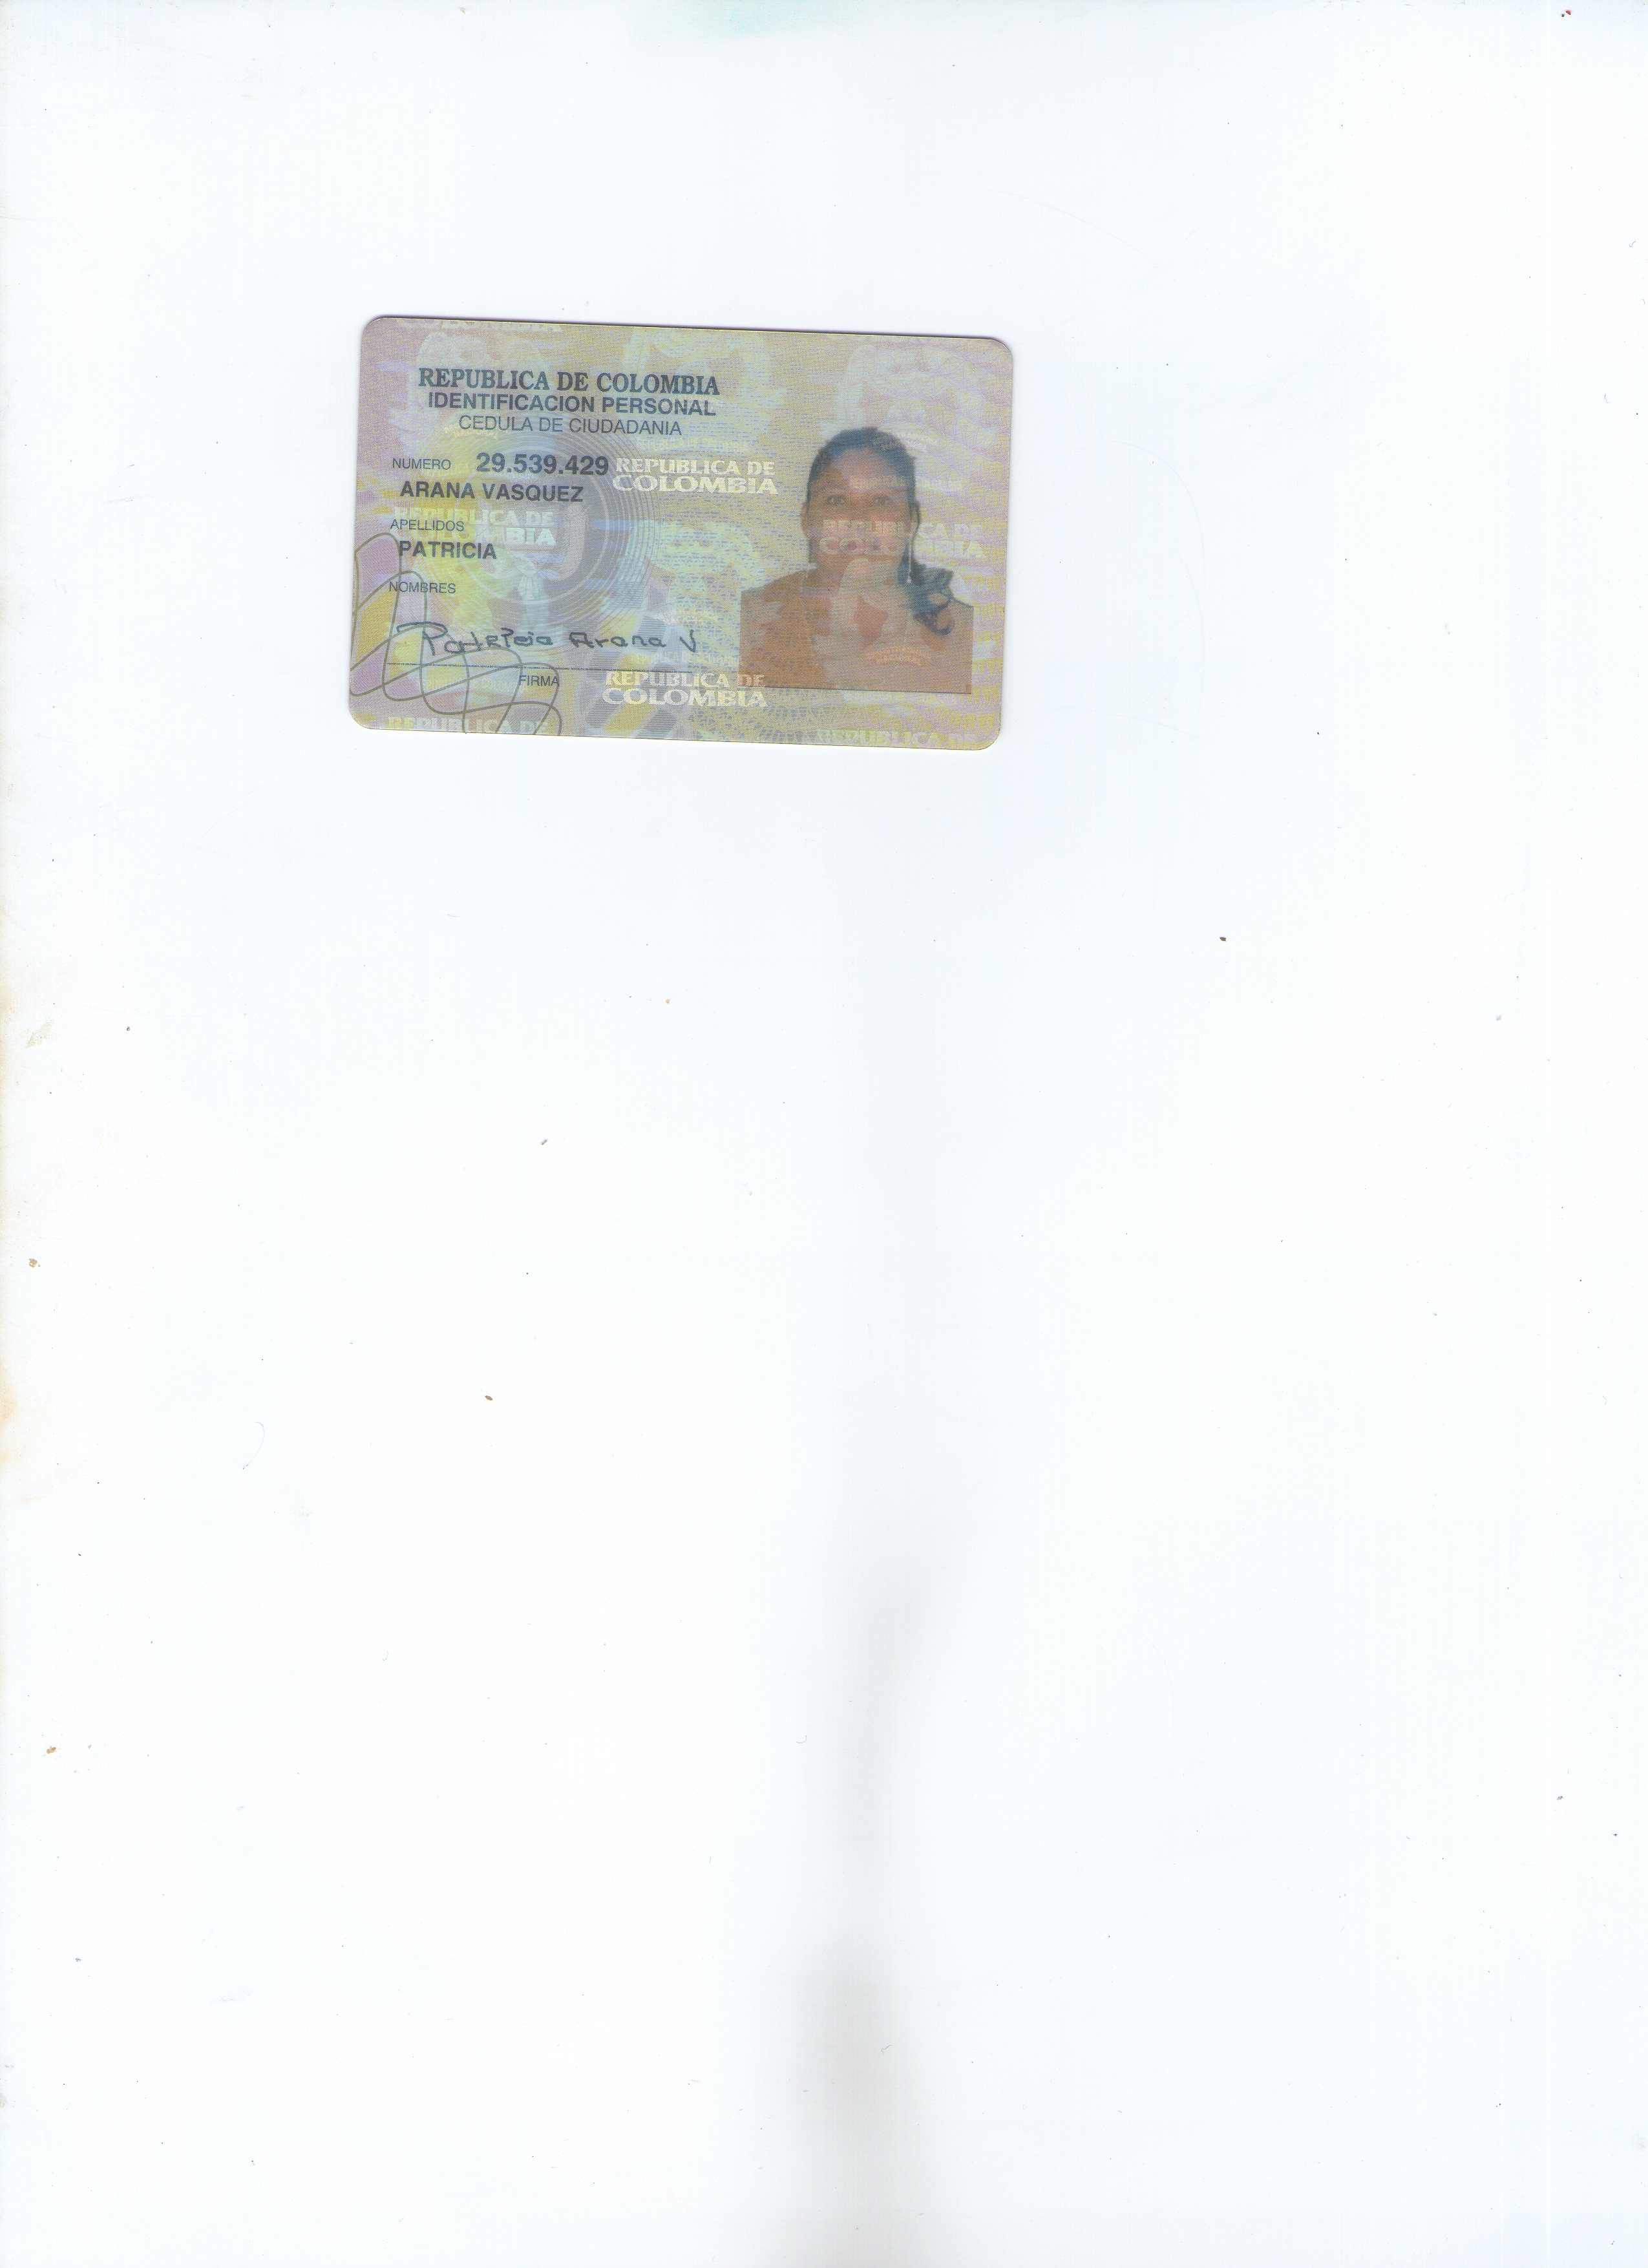 REPUBLICA DE COLOMBIA
IDENTIFICACION PERSONAL
CEDULA DE CIUDADANIA
NUMERO 29.539.429
ARANA VASQUEZ
APELLIDOS
PATRICIA
NOMBRES
Patricia Arana V
FIRMA
REPUBLICA DE
COLOMBIA
REPUBLICA DE
COLOMBIA
REPUBLICA DE
COLOMBIA
REPUBLICA DE
COLOMBIA
REPUBLICA DE
REPUBLICA DE